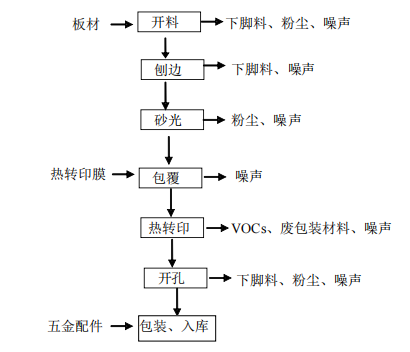 板材 开料 下脚料、粉尘、噪声
刨边 下脚料、噪声
砂光 粉尘、噪声
热转印膜 包覆 噪声
热转印 VOCs、废包装材料、噪声
开孔 下脚料、粉尘、噪声
五金配件 包装、入库